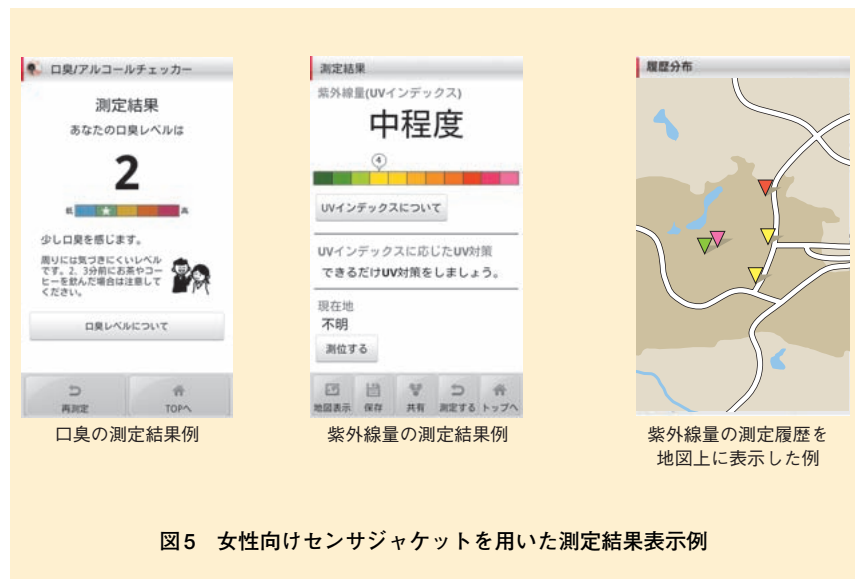 口臭/アルコールチェッカー
測定結果
あなたの口臭レベルは
2
低 高
少し口臭を感じます。
周りには気づきにくいレベル
です。2、3分前にお茶やコー
ヒーを飲んだ場合は注意して
ください。
口臭レベルについて
再測定 TOPへ
口臭の測定結果例
測定結果
紫外線量(UVインデックス)
中程度
4
UVインデックスについて
UVインデックスに応じたUV対策
できるだけUV対策をしましょう。
現在地
不明
測位する
地図表示 保存 共有 測定する トップへ
紫外線量の測定結果例
履歴分布
紫外線量の測定履歴を
地図上に表示した例
図5 女性向けセンサジャケットを用いた測定結果表示例